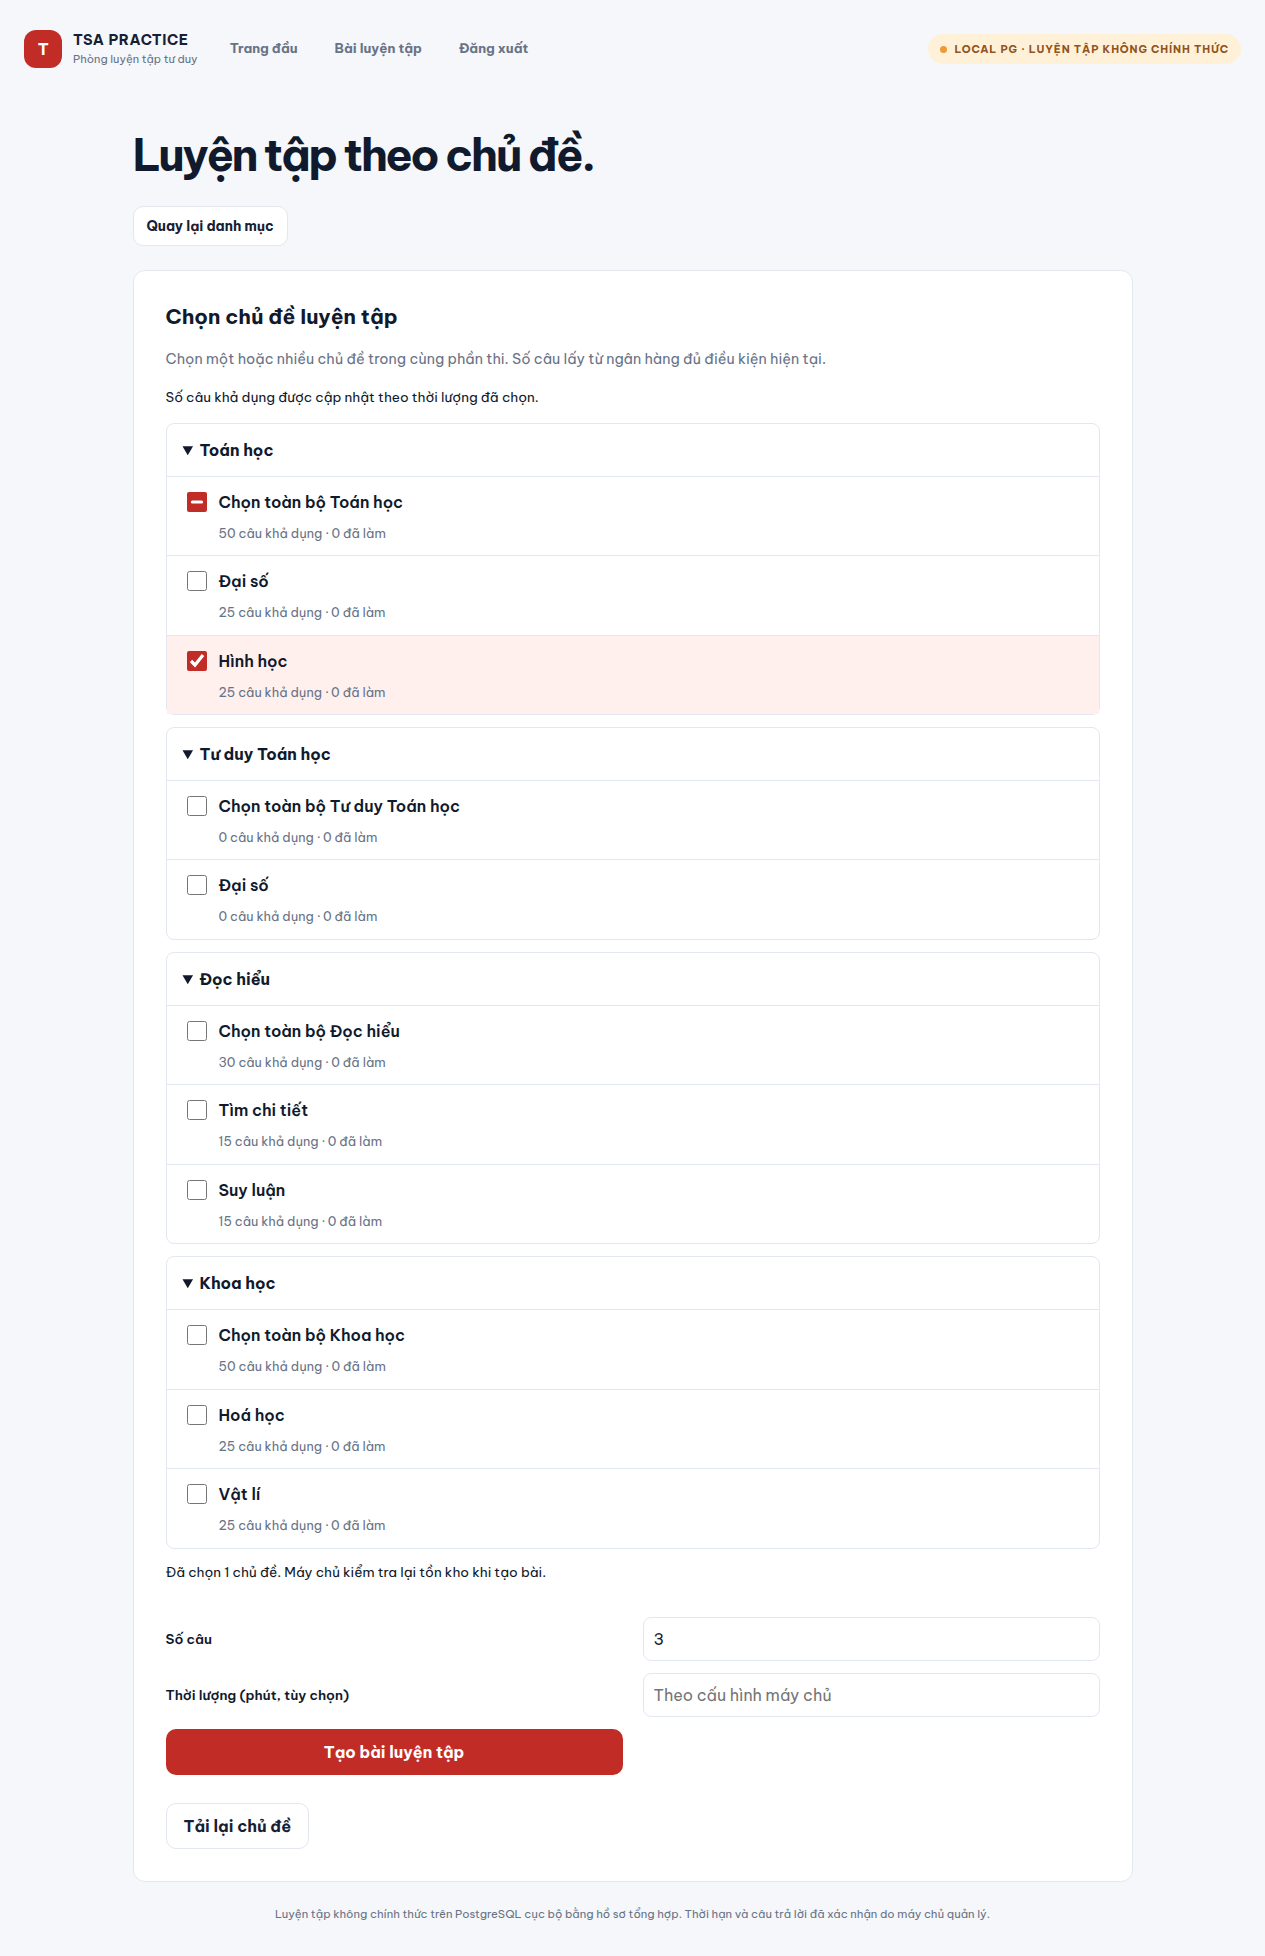 T
TSA PRACTICE
Phòng luyện tập tư duy
Trang đầu
Bài luyện tập
Đăng xuất
LOCAL PG · LUYỆN TẬP KHÔNG CHÍNH THỨC
Luyện tập theo chủ đề.
Quay lại danh mục
Chọn chủ đề luyện tập
Chọn một hoặc nhiều chủ đề trong cùng phần thi. Số câu lấy từ ngân hàng đủ điều kiện hiện tại.
Số câu khả dụng được cập nhật theo thời lượng đã chọn.
▼ Toán học
Chọn toàn bộ Toán học
50 câu khả dụng · 0 đã làm
Đại số
25 câu khả dụng · 0 đã làm
Hình học
25 câu khả dụng · 0 đã làm
▼ Tư duy Toán học
Chọn toàn bộ Tư duy Toán học
0 câu khả dụng · 0 đã làm
Đại số
0 câu khả dụng · 0 đã làm
▼ Đọc hiểu
Chọn toàn bộ Đọc hiểu
30 câu khả dụng · 0 đã làm
Tìm chi tiết
15 câu khả dụng · 0 đã làm
Suy luận
15 câu khả dụng · 0 đã làm
▼ Khoa học
Chọn toàn bộ Khoa học
50 câu khả dụng · 0 đã làm
Hoá học
25 câu khả dụng · 0 đã làm
Vật lí
25 câu khả dụng · 0 đã làm
Đã chọn 1 chủ đề. Máy chủ kiểm tra lại tồn kho khi tạo bài.
Số câu
3
Thời lượng (phút, tùy chọn)
Theo cấu hình máy chủ
Tạo bài luyện tập
Tải lại chủ đề
Luyện tập không chính thức trên PostgreSQL cục bộ bằng hồ sơ tổng hợp. Thời hạn và câu trả lời đã xác nhận do máy chủ quản lý.